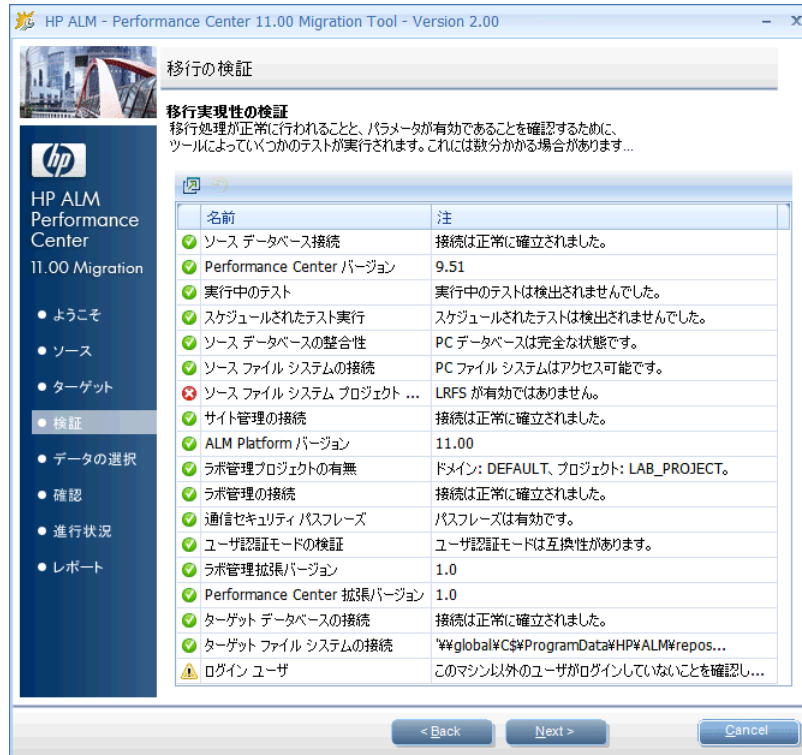 HP ALM - Performance Center 11.00 Migration Tool - Version 2.00
移行の検証
移行実現性の検証
移行処理が正常に行われることと、パラメータが有効であることを確認するために、
ツールによっていくつかのテストが実行されます。これには数分かかる場合があります...
hp
HP ALM
Performance
Center
11.00 Migration
ようこそ
ソース
ターゲット
検証
データの選択
確認
進行状況
レポート
名前 注
ソース データベース接続 接続は正常に確立されました。
Performance Center バージョン 9.51
実行中のテスト 実行中のテストは検出されませんでした。
スケジュールされたテスト実行 スケジュールされたテストは検出されませんでした。
ソース データベースの整合性 PC データベースは完全な状態です。
ソース ファイル システムの接続 PC ファイル システムはアクセス可能です。
ソース ファイル システム プロジェクト ... LRFS が有効ではありません。
サイト管理の接続 接続は正常に確立されました。
ALM Platform バージョン 11.00
ラボ管理プロジェクトの有無 ドメイン: DEFAULT、プロジェクト: LAB_PROJECT。
ラボ管理の接続 接続は正常に確立されました。
通信セキュリティ パスフレーズ パスフレーズは有効です。
ユーザ認証モードの検証 ユーザ認証モードは互換性があります。
ラボ管理拡張バージョン 1.0
Performance Center 拡張バージョン 1.0
ターゲット データベースの接続 接続は正常に確立されました。
ターゲット ファイル システムの接続 '¥¥global¥C$¥ProgramData¥HP¥ALM¥repos...
ログイン ユーザ このマシン以外のユーザがログインしていないことを確認し...
< Back Next > Cancel